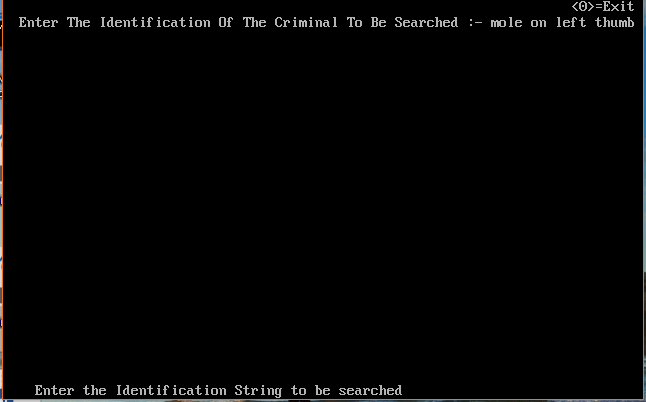 <0>=Exit
Enter The Identification Of The Criminal To Be Searched :- mole on left thumb
Enter the Identification String to be searched